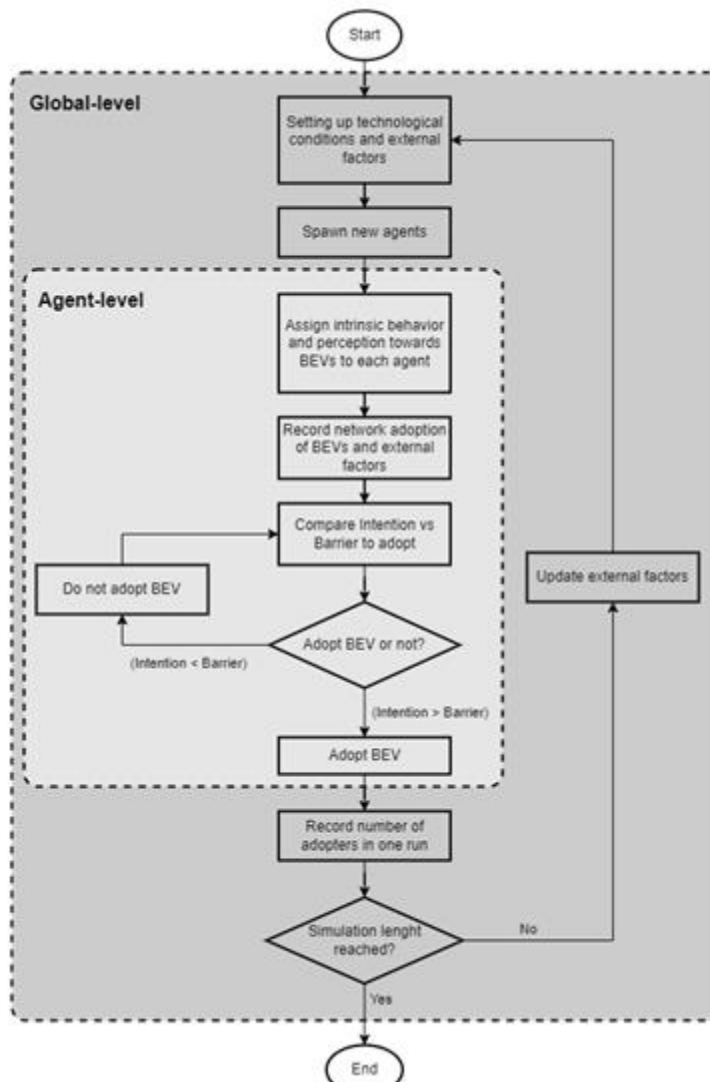 Start
Global-level
Setting up technological
conditions and external
factors
Spawn new agents
Agent-level
Assign intrinsic behavior
and perception towards
BEVs to each agent
Record network adoption
of BEVs and external
factors
Compare Intention vs
Barrier to adopt
Do not adopt BEV
Update external factors
Adopt BEV or not?
(Intention < Barrier)
(Intention > Barrier)
Adopt BEV
Record number of
adopters in one run
Simulation lenght
reached?
No
Yes
End